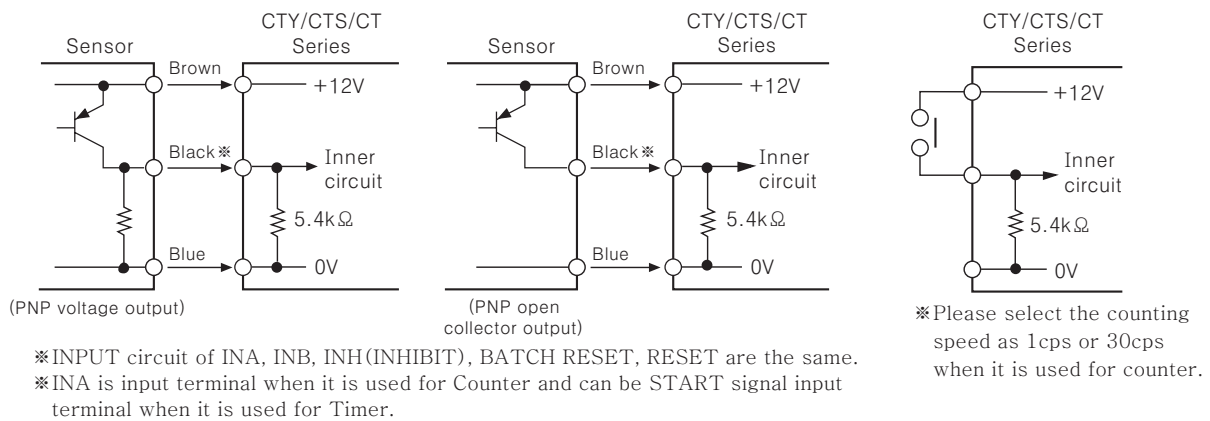 CTY/CTS/CT
Series
Sensor
Brown
+12V
Black※
Inner
circuit
5.4kΩ
Blue
0V
(PNP voltage output)
CTY/CTS/CT
Series
Sensor
Brown
+12V
Black※
Inner
circuit
5.4kΩ
Blue
0V
(PNP open
collector output)
CTY/CTS/CT
Series
+12V
Inner
circuit
5.4kΩ
0V
※Please select the counting
speed as 1cps or 30cps
when it is used for counter.
※INPUT circuit of INA, INB, INH(INHIBIT), BATCH RESET, RESET are the same.
※INA is input terminal when it is used for Counter and can be START signal input
terminal when it is used for Timer.